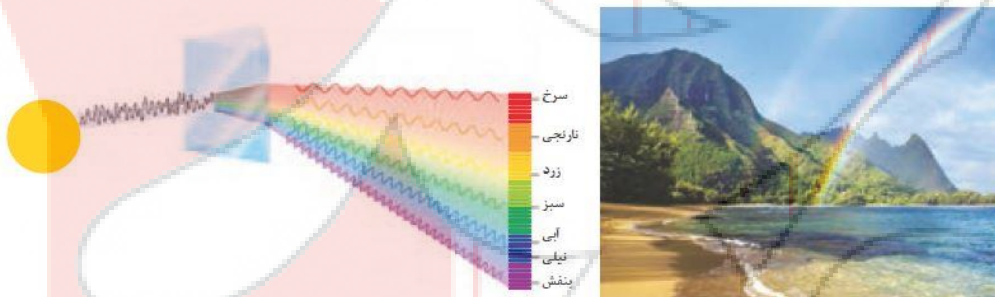 سرخ
نارنجی
زرد
سبز
آبی
نیلی
بنفش